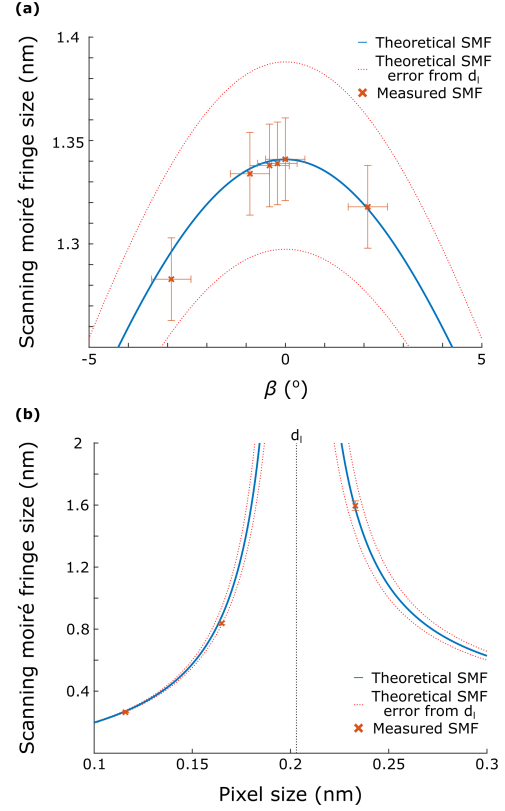 (a)
Scanning moiré fringe size (nm)
1.4
1.35
1.3
Theoretical SMF
Theoretical SMF
error from dₗ
Measured SMF
-5
0
5
β (°)
(b)
Scanning moiré fringe size (nm)
dₗ
2
1.6
1.2
0.8
0.4
Theoretical SMF
Theoretical SMF
error from dₗ
Measured SMF
0.1
0.15
0.2
0.25
0.3
Pixel size (nm)